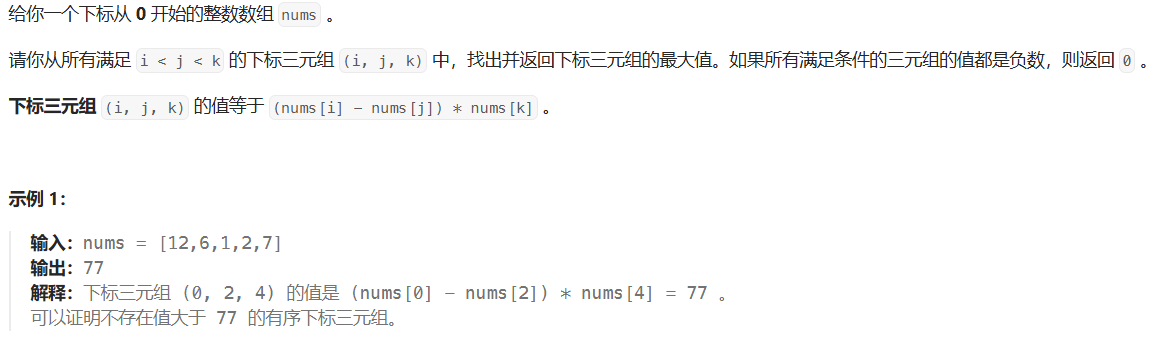 给你一个下标从 0 开始的整数数组 nums 。
请你从所有满足 i < j < k 的下标三元组 (i, j, k) 中，找出并返回下标三元组的最大值。如果所有满足条件的三元组的值都是负数，则返回 0 。
下标三元组 (i, j, k) 的值等于 (nums[i] - nums[j]) * nums[k] 。
示例 1：
输入：nums = [12,6,1,2,7]
输出：77
解释：下标三元组 (0, 2, 4) 的值是 (nums[0] - nums[2]) * nums[4] = 77 。
可以证明不存在值大于 77 的有序下标三元组。